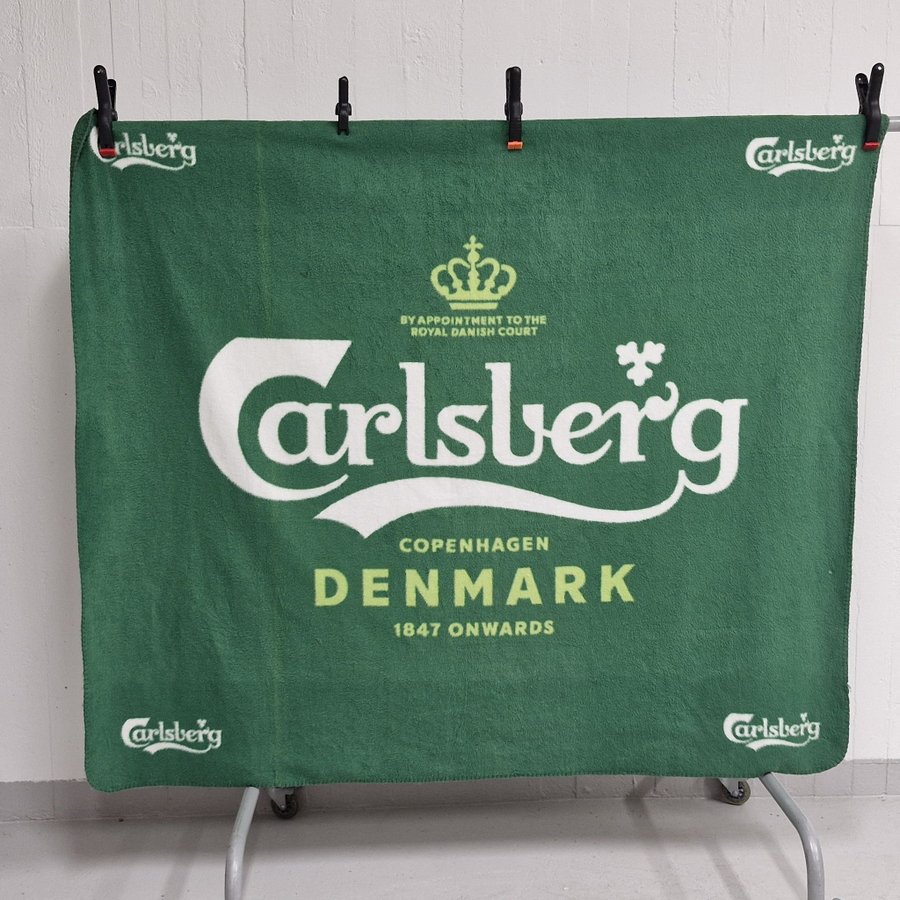 Carlsberg
Carlsberg
BY APPOINTMENT TO THE
ROYAL DANISH COURT
Carlsberg
COPENHAGEN
DENMARK
1847 ONWARDS
Carlsberg
Carlsberg